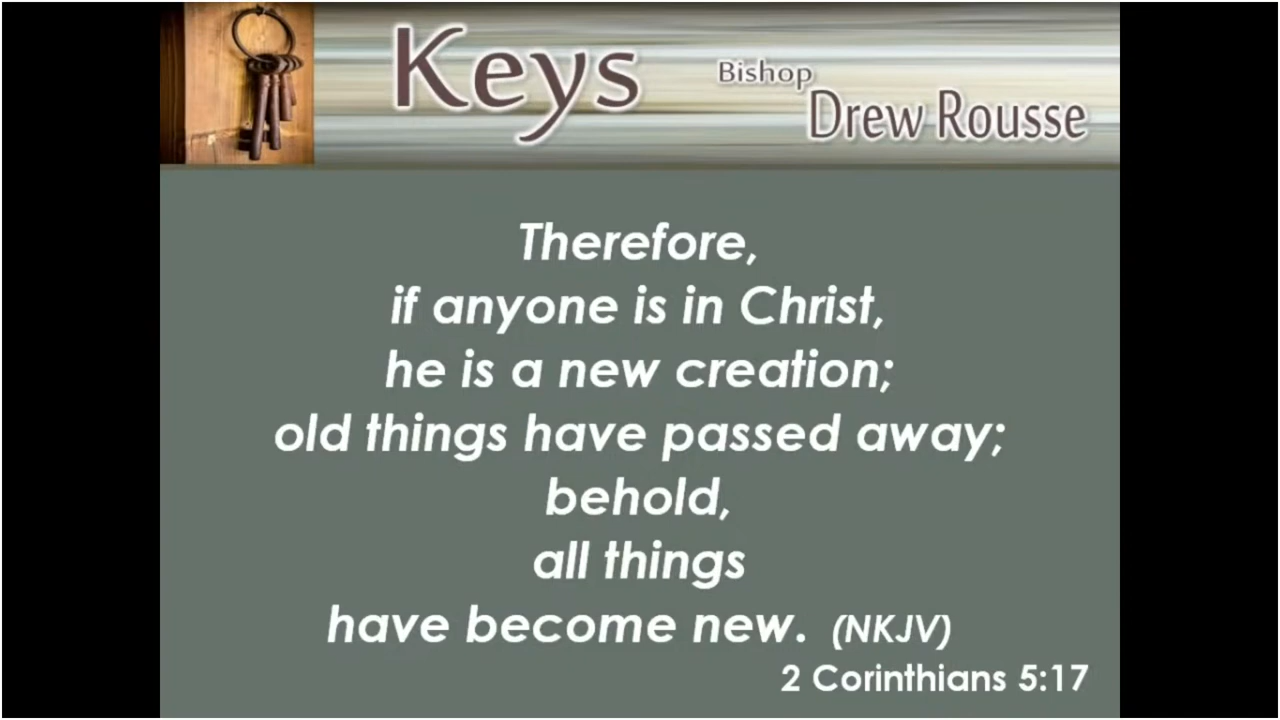 Keys
Bishop
Drew Rousse
Therefore,
if anyone is in Christ,
he is a new creation;
old things have passed away;
behold,
all things
have become new. (NKJV)
2 Corinthians 5:17